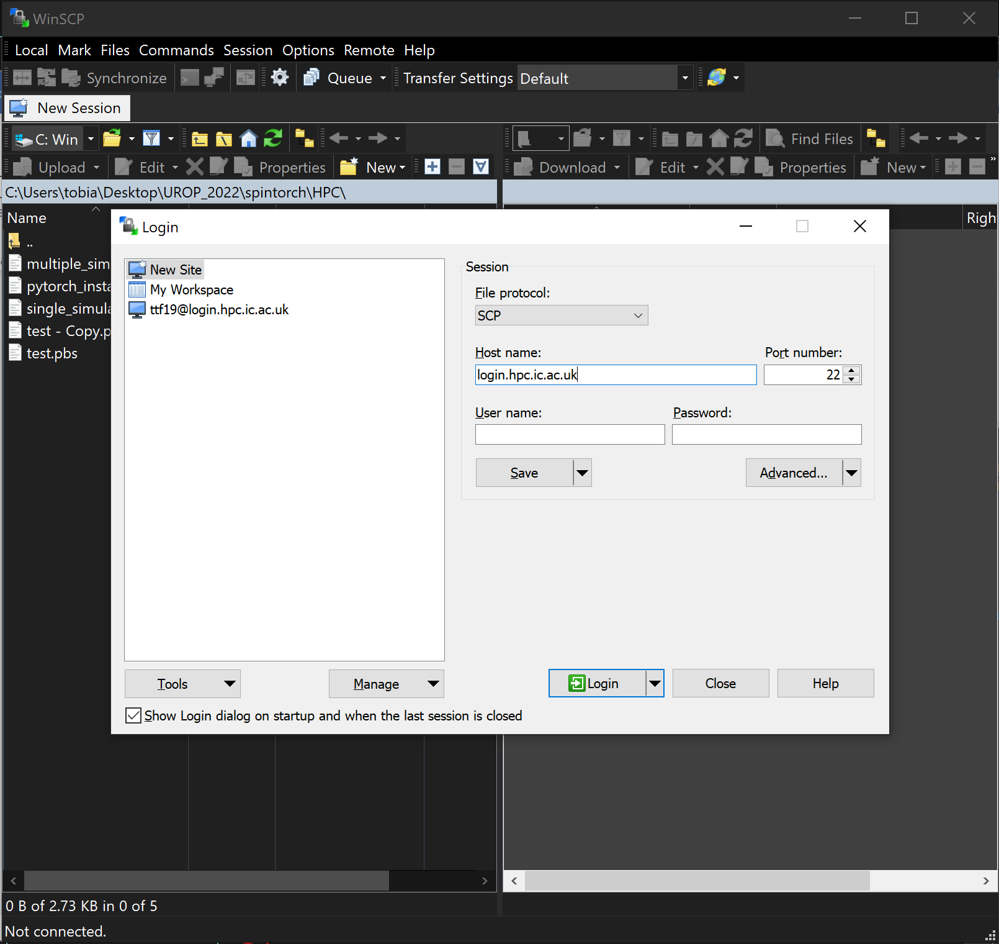 WinSCP
Local Mark Files Commands Session Options Remote Help
Synchronize Queue Transfer Settings Default
New Session
C: Win Find Files
Upload Edit Properties New Download Edit Properties New »
C:\Users\tobia\Desktop\UROP_2022\spintorch\HPC\
Name Righ
..
multiple_sim
pytorch_insta
single_simula
test - Copy.p
test.pbs
Login
New Site
My Workspace
ttf19@login.hpc.ic.ac.uk
Session
File protocol:
SCP
Host name: Port number:
login.hpc.ic.ac.uk 22
User name: Password:
Save Advanced...
Tools Manage Login Close Help
Show Login dialog on startup and when the last session is closed
0 B of 2.73 KB in 0 of 5
Not connected.